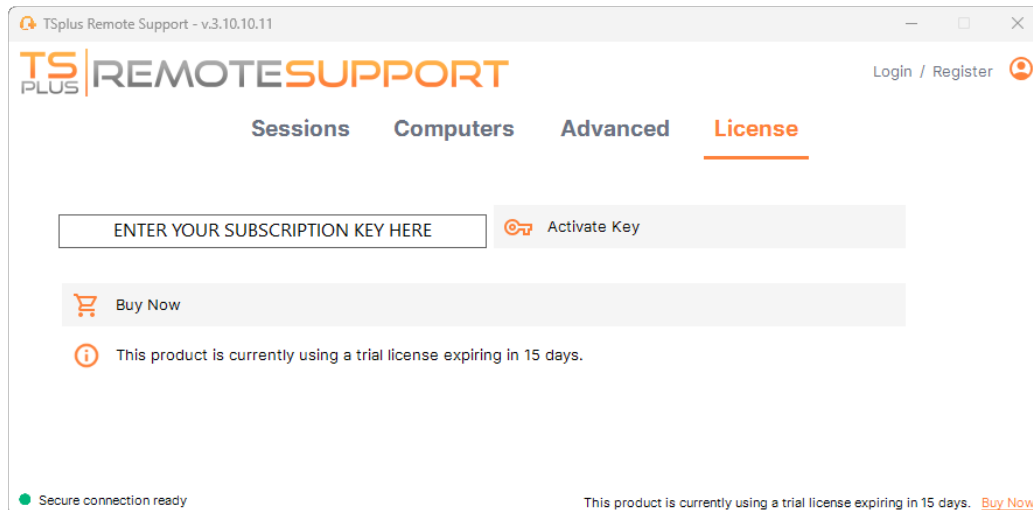 TSplus Remote Support - v.3.10.10.11
TS PLUS REMOTESUPPORT
Login / Register
Sessions Computers Advanced License
ENTER YOUR SUBSCRIPTION KEY HERE
Activate Key
Buy Now
This product is currently using a trial license expiring in 15 days.
Secure connection ready
This product is currently using a trial license expiring in 15 days. Buy Now